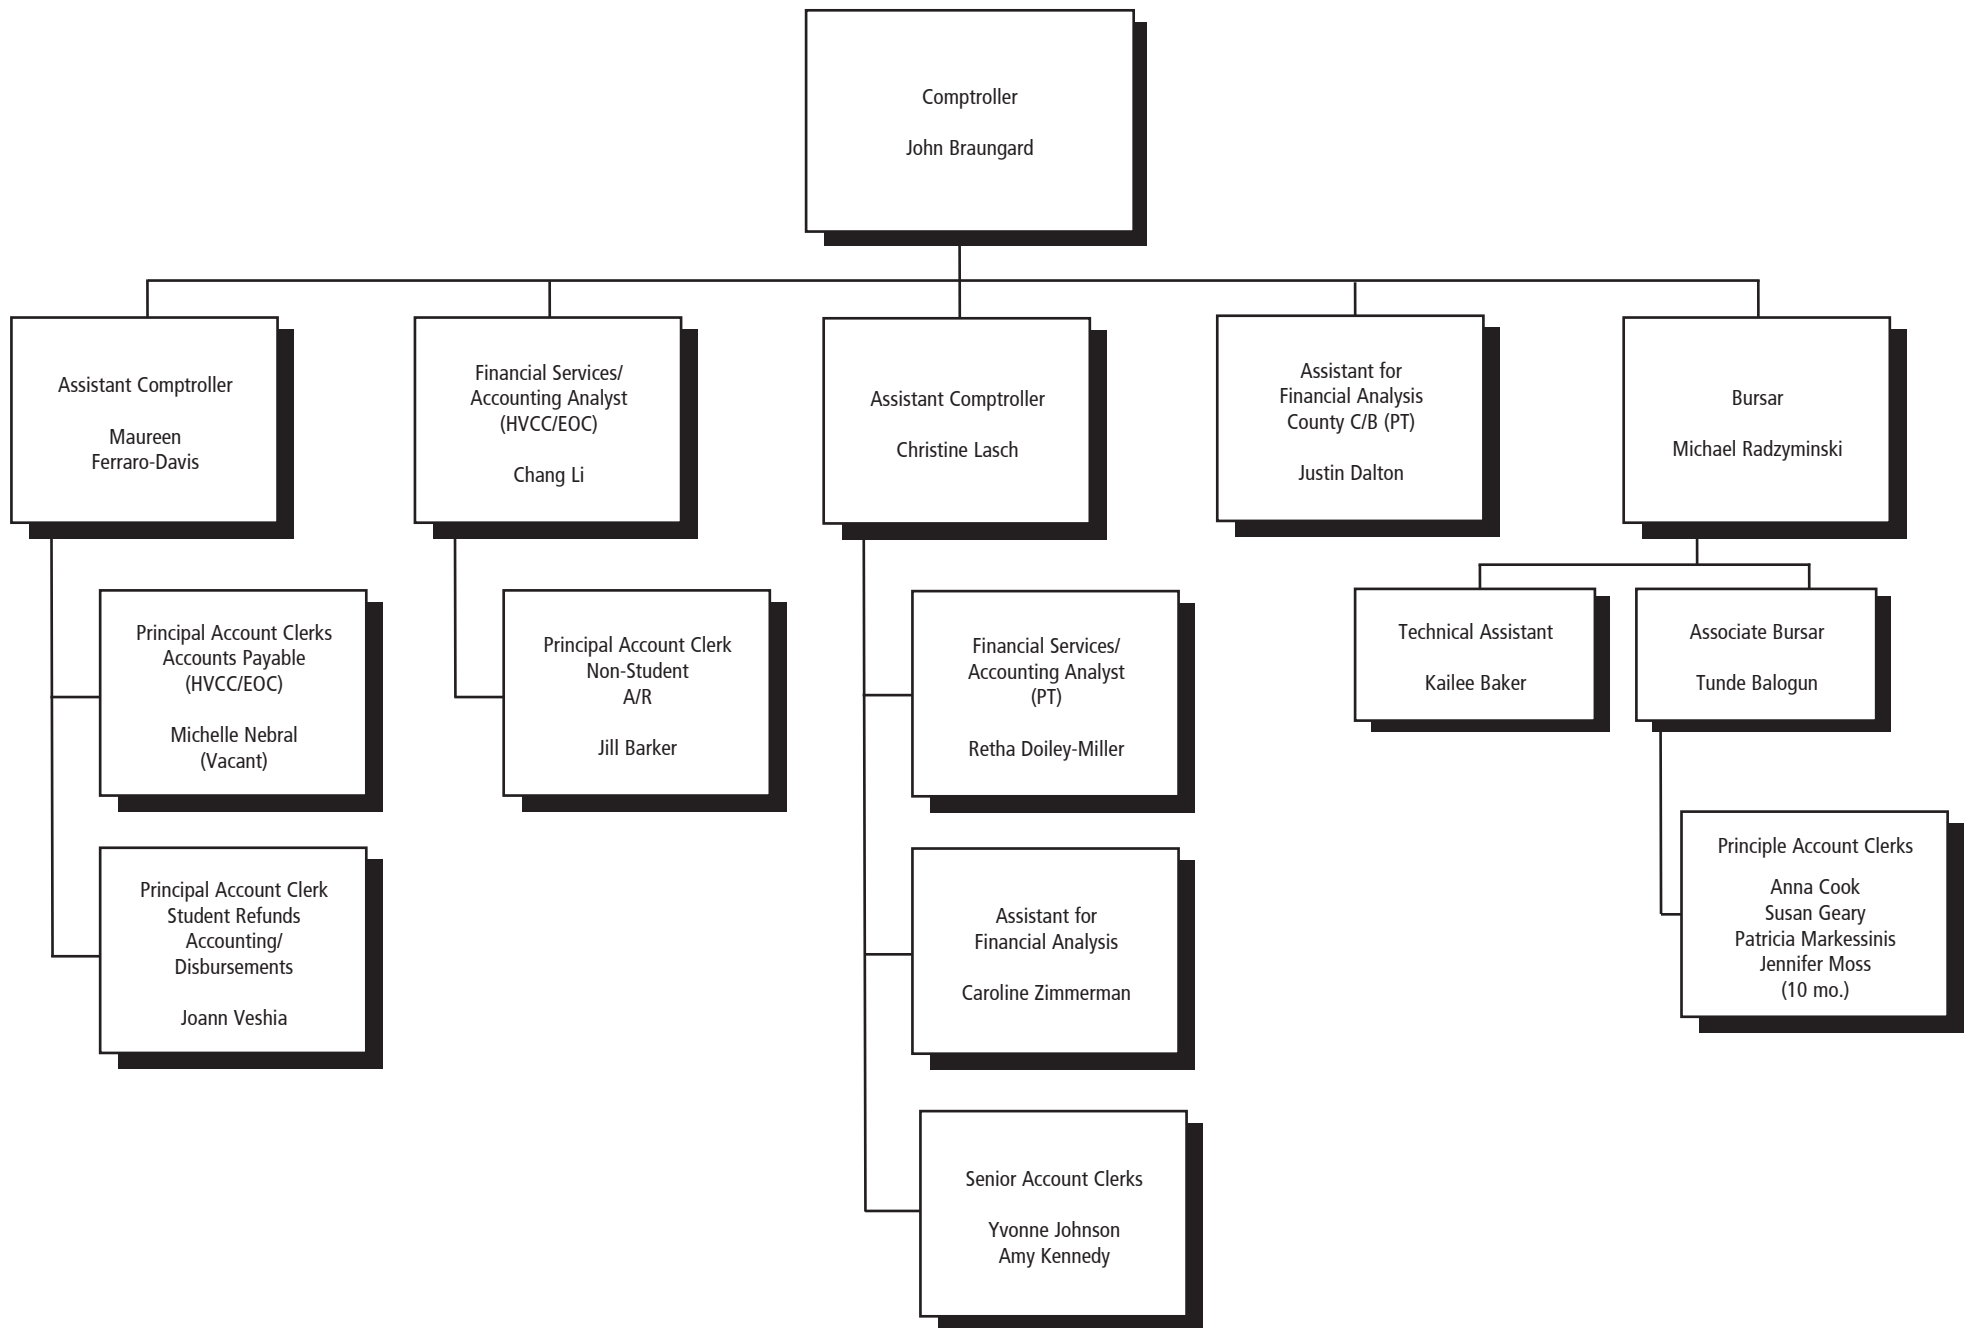 Comptroller
John Braungard
Assistant Comptroller
Maureen
Ferraro-Davis
Financial Services/
Accounting Analyst
(HVCC/EOC)
Chang Li
Assistant Comptroller
Christine Lasch
Assistant for
Financial Analysis
County C/B (PT)
Justin Dalton
Bursar
Michael Radzyminski
Principal Account Clerks
Accounts Payable
(HVCC/EOC)
Michelle Nebral
(Vacant)
Principal Account Clerk
Non-Student
A/R
Jill Barker
Financial Services/
Accounting Analyst
(PT)
Retha Doiley-Miller
Technical Assistant
Kailee Baker
Associate Bursar
Tunde Balogun
Principal Account Clerk
Student Refunds
Accounting/
Disbursements
Joann Veshia
Assistant for
Financial Analysis
Caroline Zimmerman
Principle Account Clerks
Anna Cook
Susan Geary
Patricia Markessinis
Jennifer Moss
(10 mo.)
Senior Account Clerks
Yvonne Johnson
Amy Kennedy